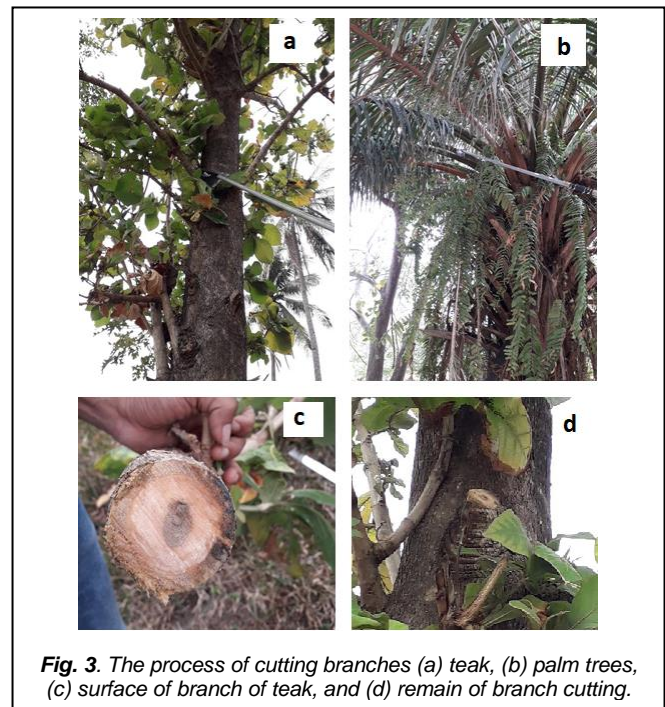 a
b
c
d
Fig. 3. The process of cutting branches (a) teak, (b) palm trees,
(c) surface of branch of teak, and (d) remain of branch cutting.